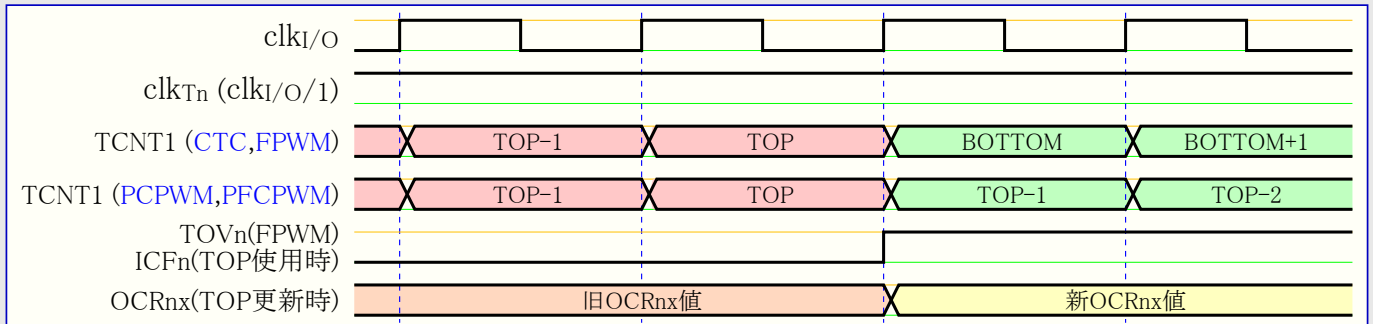 clkI/O
clkTn (clkI/O/1)
TCNT1 (CTC,FPWM) TOP-1 TOP BOTTOM BOTTOM+1
TCNT1 (PCPWM,PFCPWM) TOP-1 TOP TOP-1 TOP-2
TOVn(FPWM)
ICFn(TOP使用時)
OCRnx(TOP更新時) 旧OCRnx値 新OCRnx値